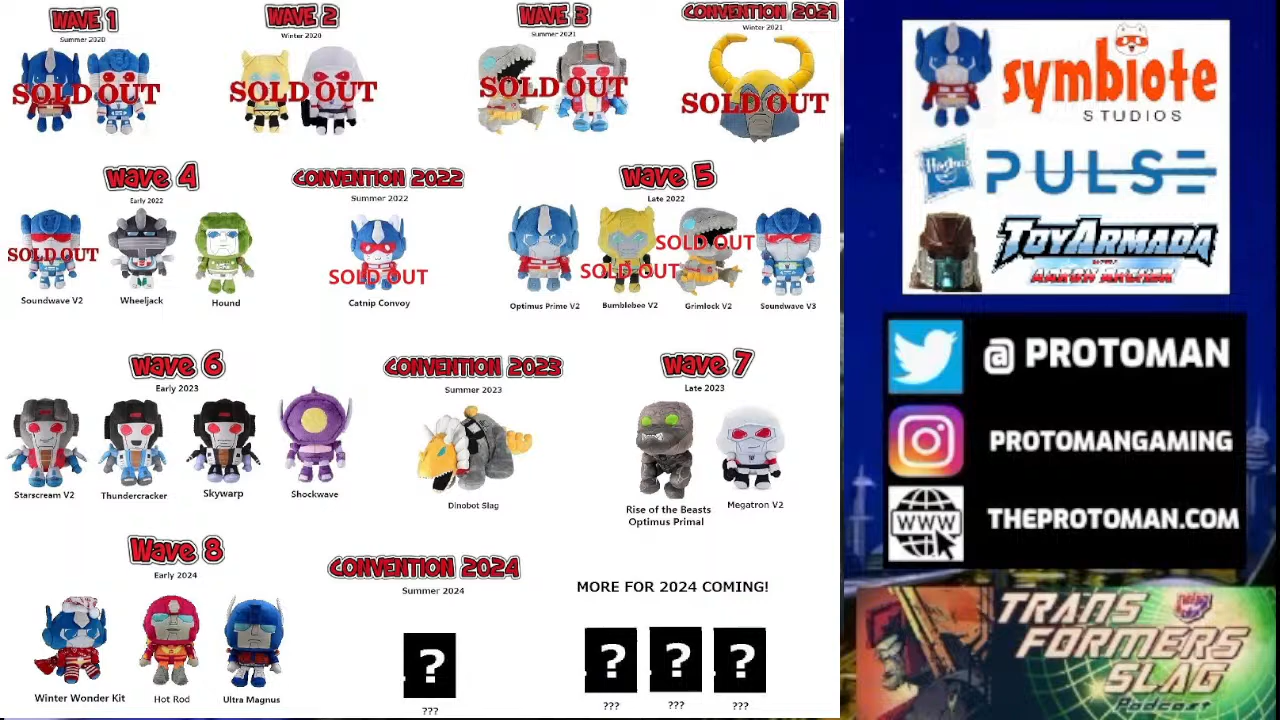 WAVE 1
Summer 2020
SOLD OUT
WAVE 2
Winter 2020
SOLD OUT
WAVE 3
Summer 2021
SOLD OUT
CONVENTION 2021
Winter 2021
SOLD OUT
Wave 4
Early 2022
SOLD OUT
Soundwave V2
Wheeljack
Hound
CONVENTION 2022
Summer 2022
SOLD OUT
Catnip Convoy
Wave 5
Late 2022
SOLD OUT
SOLD OUT
Optimus Prime V2
Bumblebee V2
Grimlock V2
Soundwave V3
Wave 6
Early 2023
Starscream V2
Thundercracker
Skywarp
Shockwave
CONVENTION 2023
Summer 2023
Dinobot Slag
Wave 7
Late 2023
Rise of the Beasts
Optimus Primal
Megatron V2
Wave 8
Early 2024
Winter Wonder Kit
Hot Rod
Ultra Magnus
CONVENTION 2024
Summer 2024
?
???
MORE FOR 2024 COMING!
? ? ?
??? ??? ???
symbiote
STUDIOS
Hasbro
PULSE
TOYARMADA
AARON ARCHER
@ PROTOMAN
PROTOMANGAMING
WWW
THEPROTOMAN.COM
TRANS
FORMERS
SLAG
Podcast